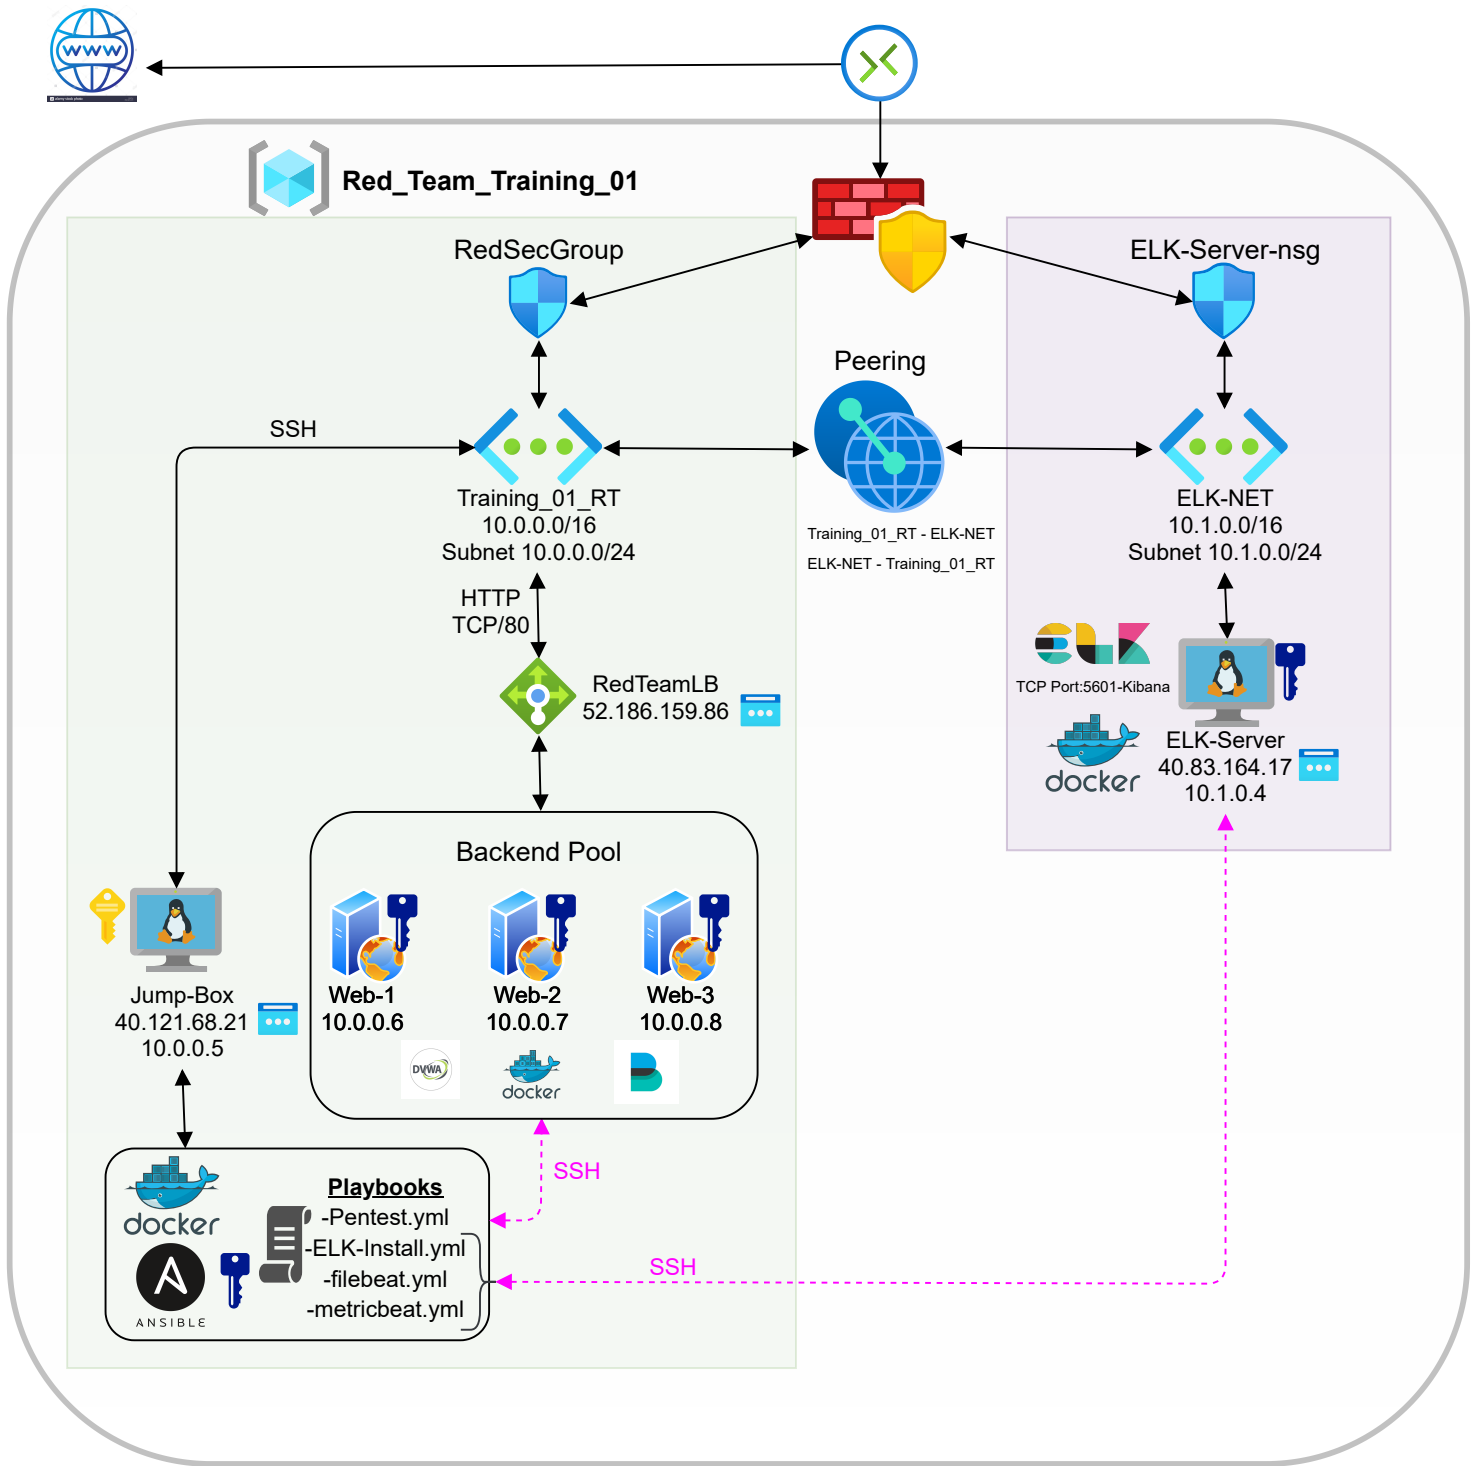 WWW
Red_Team_Training_01
RedSecGroup
ELK-Server-nsg
Peering
SSH
Training_01_RT
10.0.0.0/16
Subnet 10.0.0.0/24
Training_01_RT - ELK-NET
ELK-NET - Training_01_RT
ELK-NET
10.1.0.0/16
Subnet 10.1.0.0/24
HTTP
TCP/80
RedTeamLB
52.186.159.86
ELK
TCP Port:5601-Kibana
docker
ELK-Server
40.83.164.17
10.1.0.4
Backend Pool
Web-1
10.0.0.6
Web-2
10.0.0.7
Web-3
10.0.0.8
DVWA
docker
B
Jump-Box
40.121.68.21
10.0.0.5
SSH
docker
ANSIBLE
Playbooks
-Pentest.yml
-ELK-Install.yml
-filebeat.yml
-metricbeat.yml
SSH